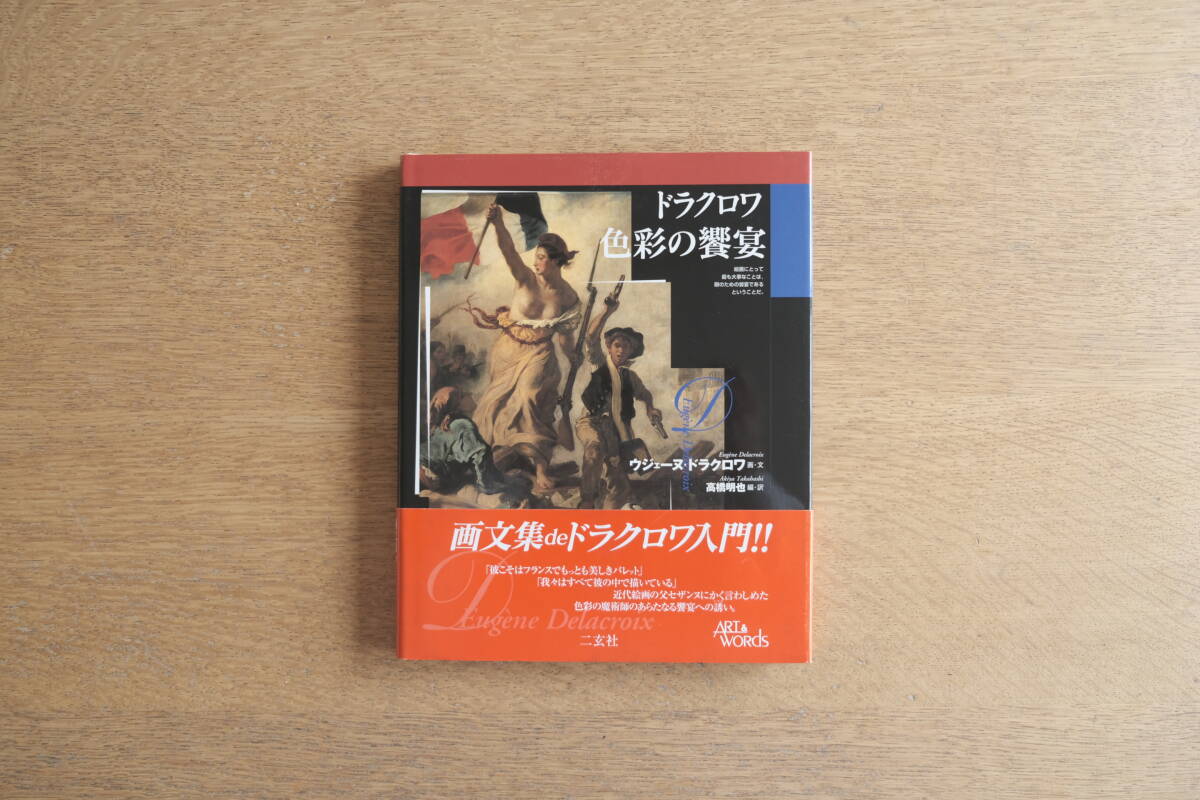 ドラクロワ
色彩の饗宴
絵画にとって
最も大事なことは、
眼のための饗宴である
ということだ。
D
Eugène Delacroix
Eugène Delacroix
ウジェーヌ・ドラクロワ 画・文
Akiya Takahashi
高橋明也 編・訳
画文集deドラクロワ入門!!
「彼こそはフランスでもっとも美しきパレット」
「我々はすべて彼の中で描いている」
近代絵画の父セザンヌにかく言わしめた
色彩の魔術師のあらたなる饗宴への誘い。
D
Eugène Delacroix
二玄社
ART&
WORDS